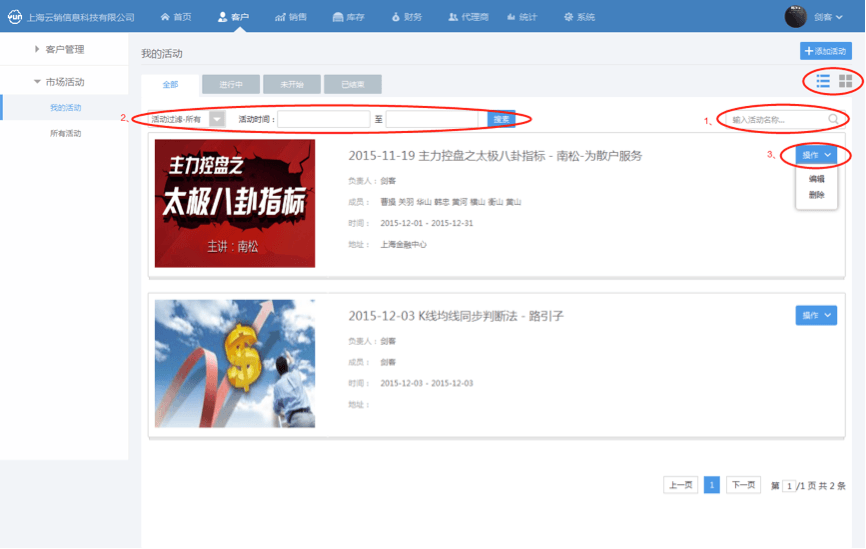 上海云销信息科技有限公司 首页 客户 销售 库存 财务 代理商 统计 系统 剑客
客户管理
市场活动
我的活动
所有活动
我的活动
+添加活动
全部 进行中 未开始 已结束
2、 活动过滤-所有 活动时间： 至 搜索
1、 输入活动名称...
主力控盘之
太极八卦指标
主讲：南松
2015-11-19 主力控盘之太极八卦指标 - 南松-为散户服务
负责人：剑客
成员： 曹操 关羽 华山 韩忠 黄河 横山 衡山 黄山
时间： 2015-12-01 - 2015-12-31
地址： 上海金融中心
3、 操作
编辑
删除
2015-12-03 K线均线同步判断法 - 路引子
负责人：剑客
成员： 剑客
时间： 2015-12-03 - 2015-12-03
地址：
操作
上一页 1 下一页 第 1 /1 页 共 2 条